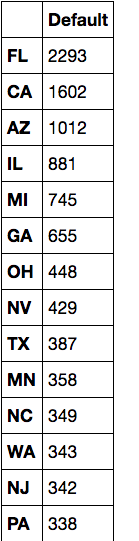 Default
FL 2293
CA 1602
AZ 1012
IL 881
MI 745
GA 655
OH 448
NV 429
TX 387
MN 358
NC 349
WA 343
NJ 342
PA 338